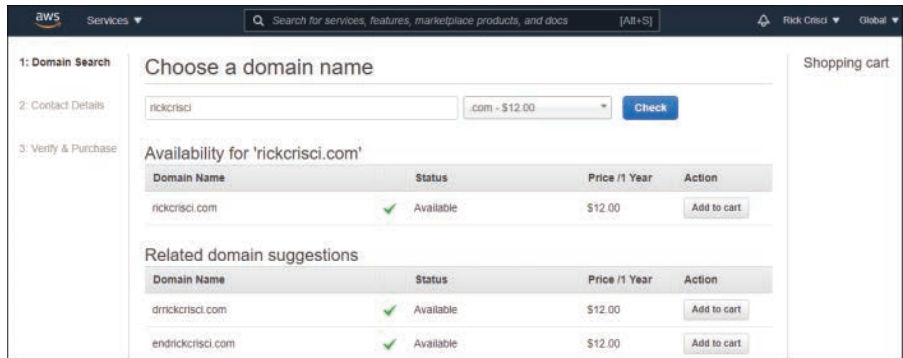 aws Services ▼ Search for services, features, marketplace products, and docs [Alt+S] Rick Crisci ▼ Global ▼
1: Domain Search
2: Contact Details
3: Verify & Purchase
Choose a domain name
rickcrisci .com - $12.00 Check
Availability for 'rickcrisci.com'
Domain Name Status Price /1 Year Action
rickcrisci.com ✓ Available $12.00 Add to cart
Related domain suggestions
Domain Name Status Price /1 Year Action
drrickcrisci.com ✓ Available $12.00 Add to cart
endrickcrisci.com ✓ Available $12.00 Add to cart
Shopping cart